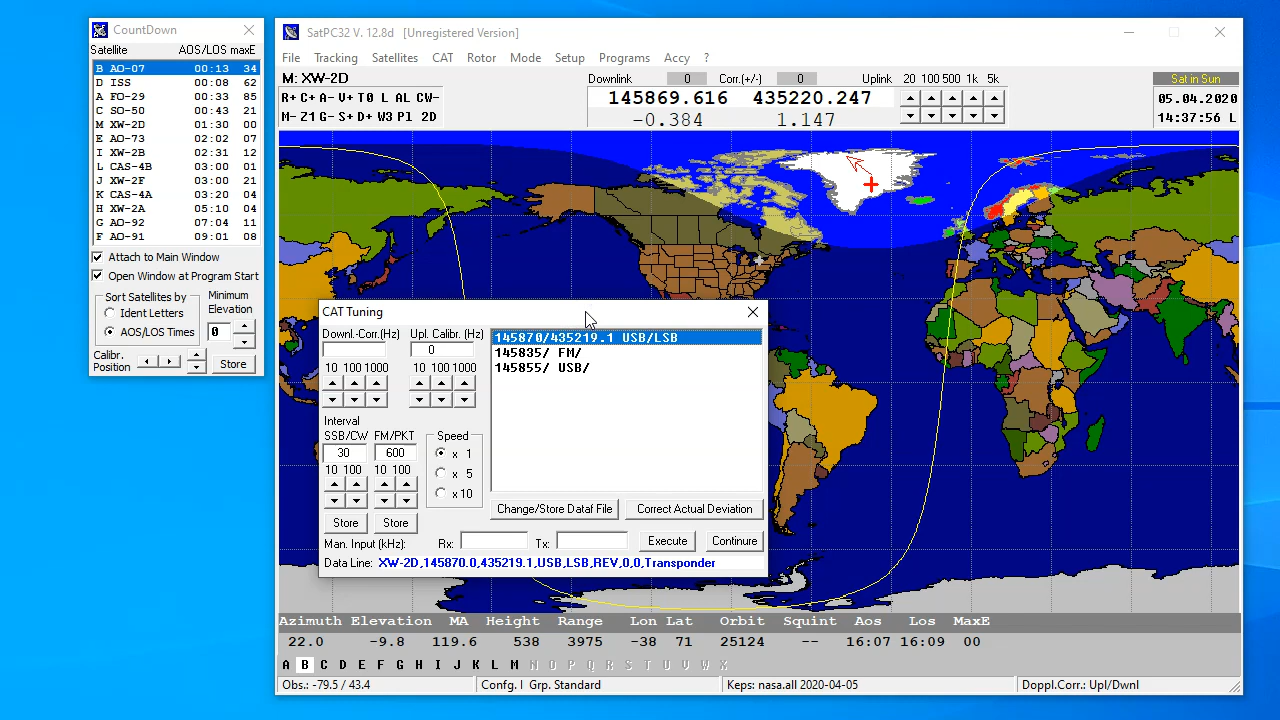 CountDown
Satellite AOS/LOS maxE
B AO-07 00:13 34
D ISS 00:08 62
A FO-29 00:33 85
C SO-50 00:43 21
M XW-2D 01:30 00
E AO-73 02:02 07
I XW-2B 02:31 12
L CAS-4B 03:00 01
J XW-2F 03:00 21
K CAS-4A 03:20 04
H XW-2A 05:10 04
G AO-92 07:04 11
F AO-91 09:01 08
Attach to Main Window
Open Window at Program Start
Sort Satellites by
Ident Letters
AOS/LOS Times
Minimum
Elevation
0
Calibr.
Position
Store
SatPC32 V. 12.8d [Unregistered Version]
File Tracking Satellites CAT Rotor Mode Setup Programs Accy ?
M: XW-2D
R+ C+ A- V+ T0 L AL CW-
M- Z1 G- S+ D+ W3 P1 2D
Downlink 0 Corr.(+/-) 0 Uplink 20 100 500 1k 5k
145869.616 435220.247
-0.384 1.147
Sat in Sun
05.04.2020
14:37:56 L
CAT Tuning
Downl.-Corr.(Hz) Upl. Calibr. (Hz)
0
10 100 1000 10 100 1000
Interval
SSB/CW FM/PKT
30 600
10 100 10 100
Store Store
Speed
x 1
x 5
x 10
145870/435219.1 USB/LSB
145835/ FM/
145855/ USB/
Change/Store Dataf File Correct Actual Deviation
Man. Input (kHz): Rx: Tx: Execute Continue
Data Line: XW-2D,145870.0,435219.1,USB,LSB,REV,0,0,Transponder
Azimuth Elevation MA Height Range Lon Lat Orbit Squint Aos Los MaxE
22.0 -9.8 119.6 538 3975 -38 71 25124 -- 16:07 16:09 00
A B C D E F G H I J K L M N O P Q R S T U V W X
Obs.: -79.5 / 43.4 Confg. I Grp. Standard Keps: nasa.all 2020-04-05 Doppl.Corr.: Upl/Dwnl